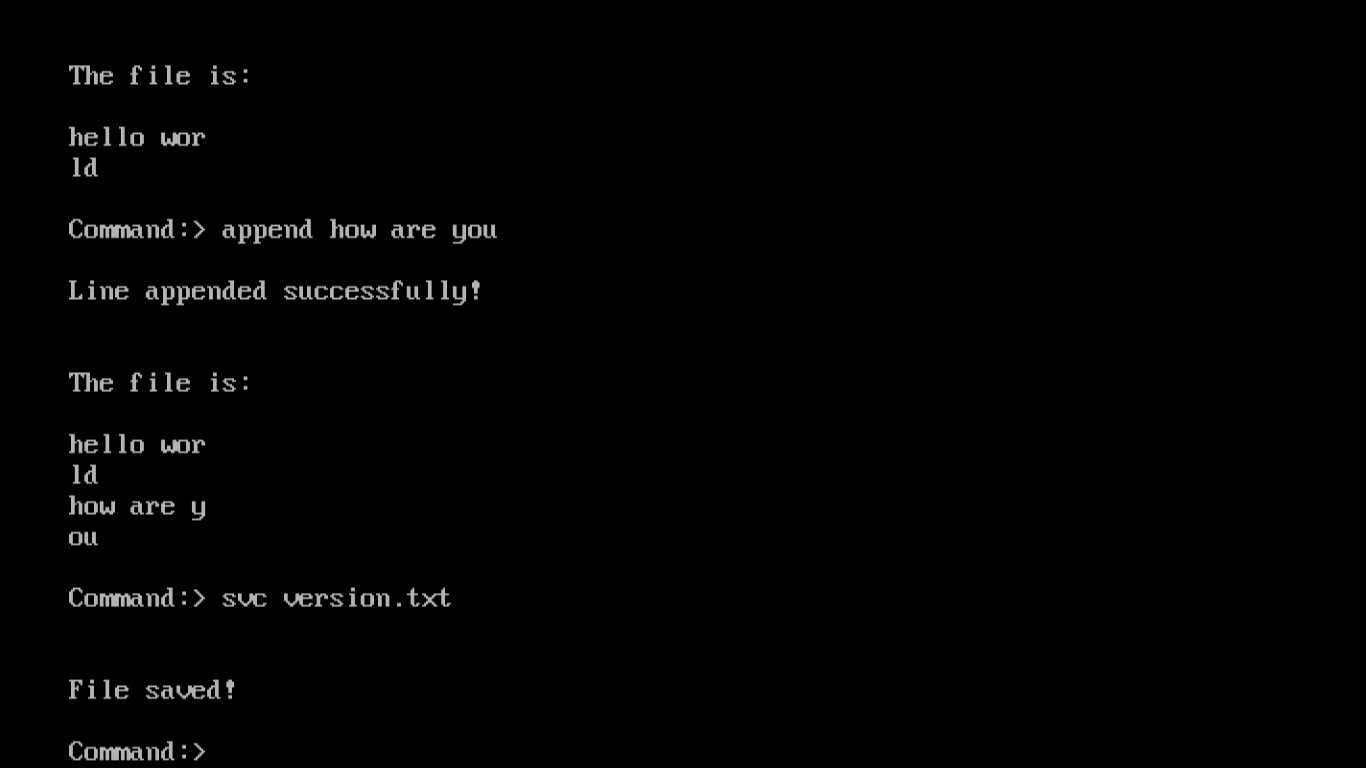 The file is:
hello wor
ld
Command:> append how are you
Line appended successfully!
The file is:
hello wor
ld
how are y
ou
Command:> svc version.txt
File saved!
Command:>